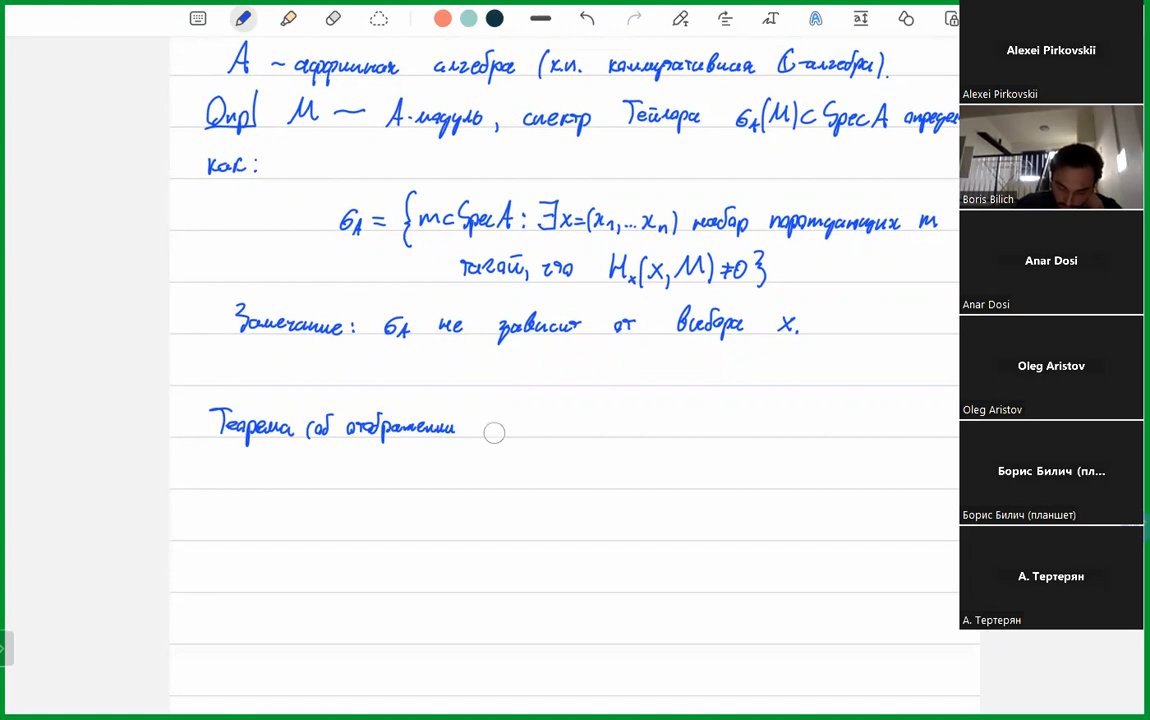 A ~ аффинная алгебра (к.п. коммутативная ℂ-алгебра).
Опр| M — A-модуль, спектр Тейлора σ_A(M) ⊂ Spec A опреде
как:
σ_A = { m ⊂ Spec A : ∃ x = (x_1, ... x_n) набор порождающих m
такой, что H_*(x, M) ≠ 0 }
Замечание: σ_A не зависит от выбора x.
Теорема (об отображении
Alexei Pirkovskii
Alexei Pirkovskii
Boris Bilich
Anar Dosi
Anar Dosi
Oleg Aristov
Oleg Aristov
Борис Билич (пл...
Борис Билич (планшет)
А. Тертерян
А. Тертерян